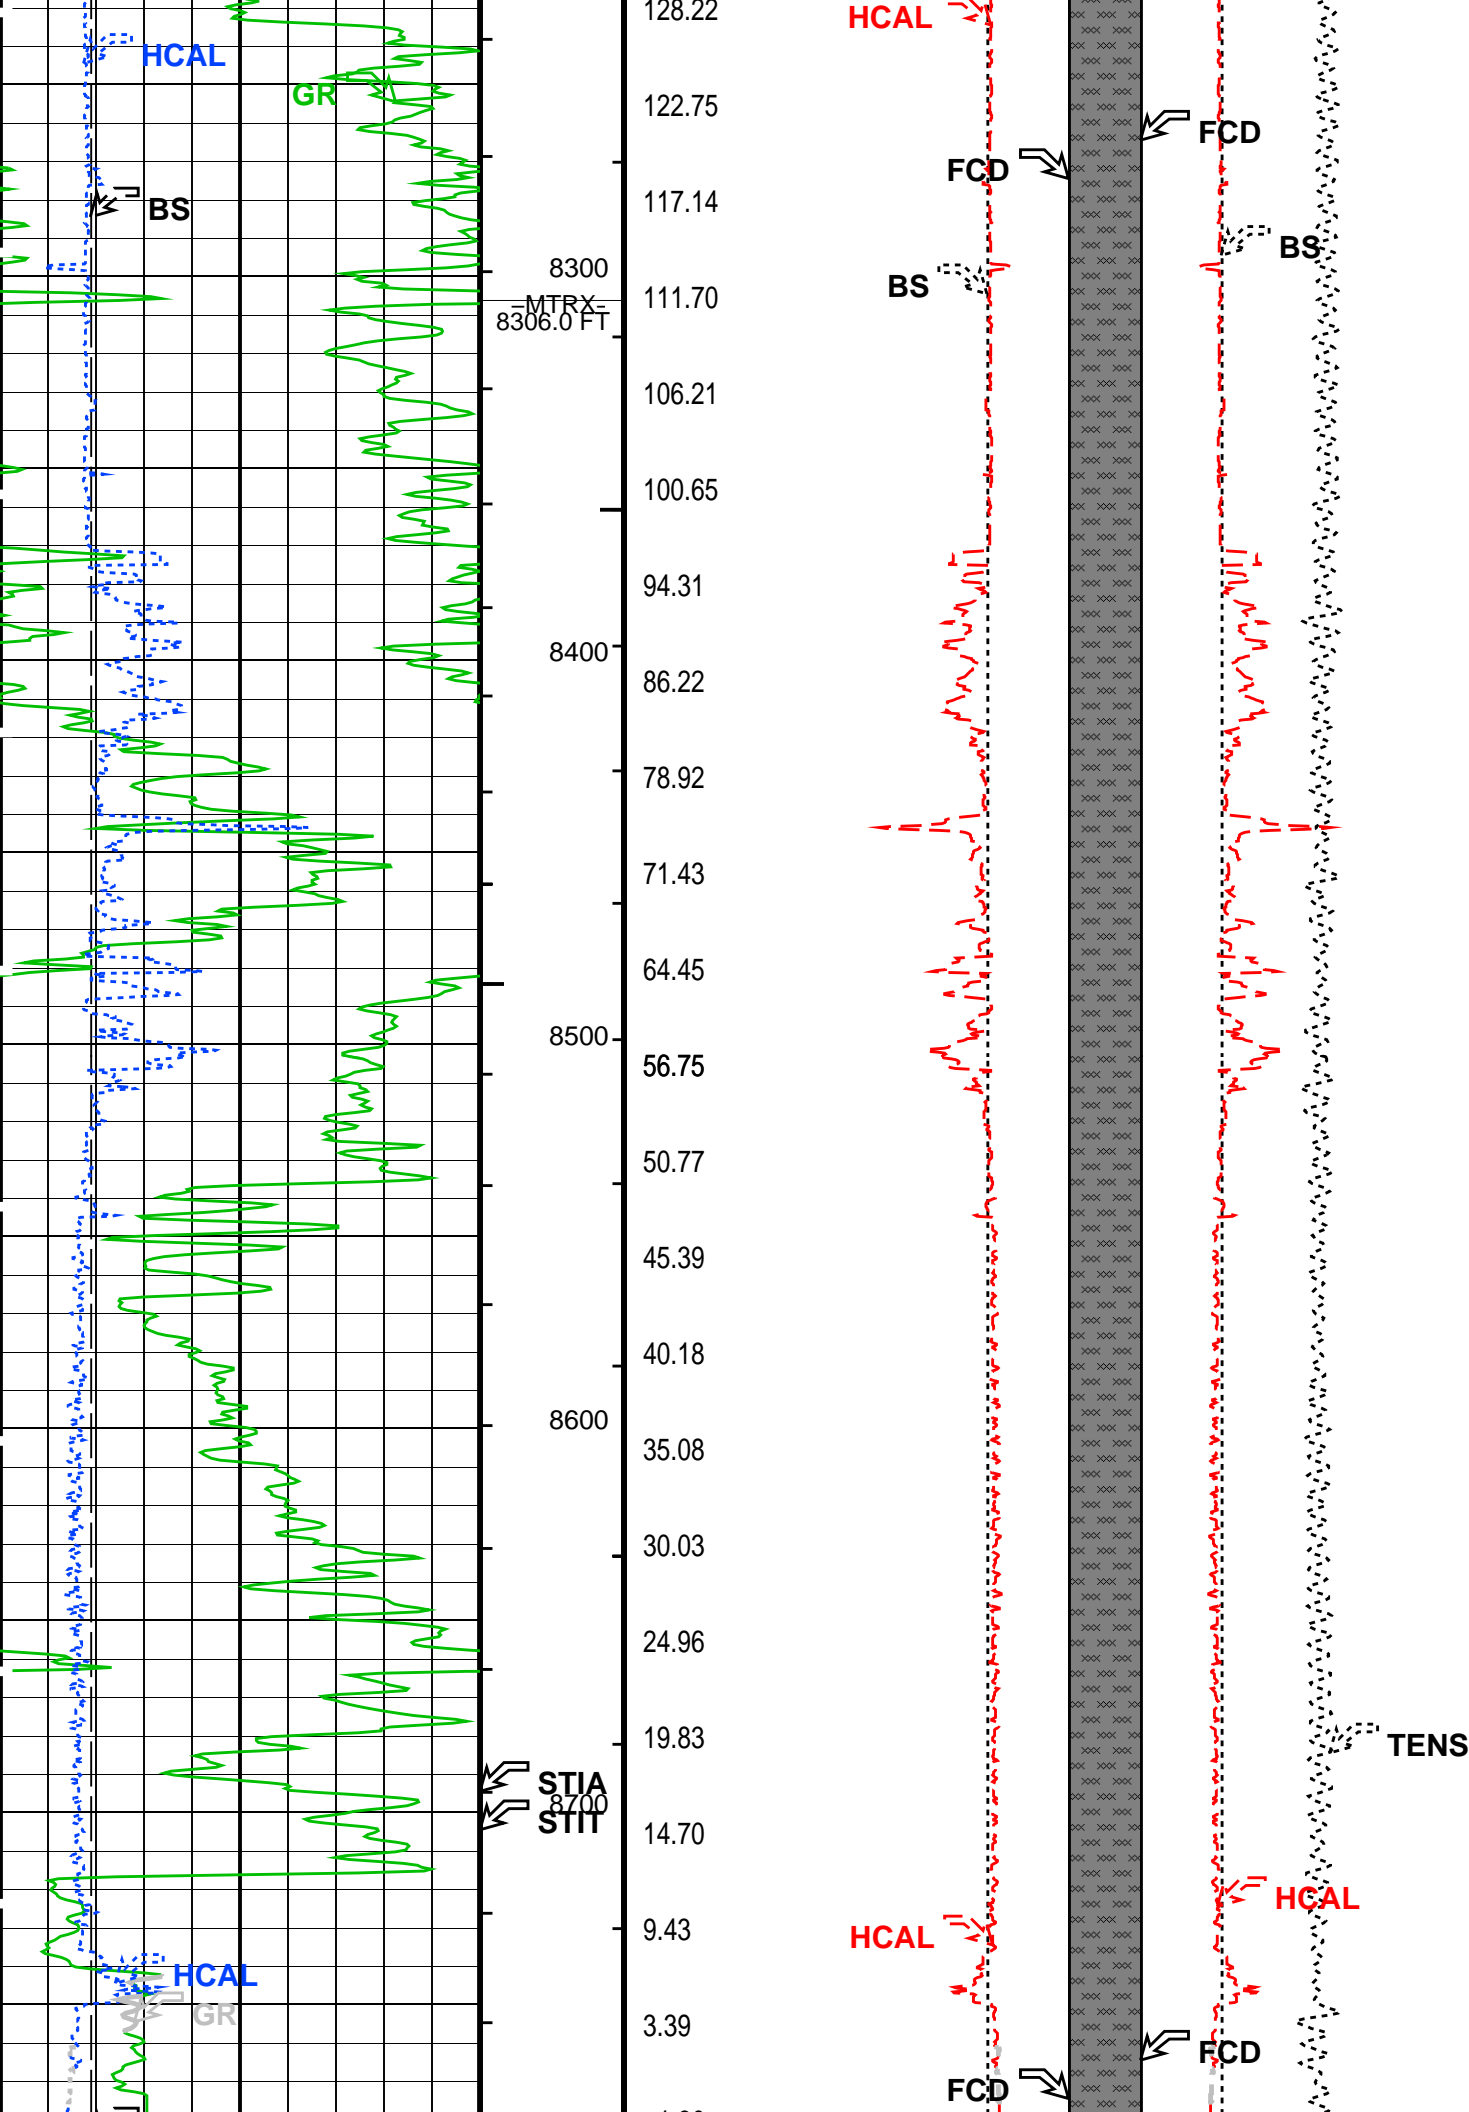 128.22
HCAL
HCAL
GR
122.75
FCD
FCD
BS
117.14
BS
8300
BS
111.70
–MTRX–
8306.0 FT
106.21
100.65
94.31
8400
86.22
78.92
71.43
64.45
8500
56.75
50.77
45.39
40.18
8600
35.08
30.03
24.96
19.83
TENS
STIA
8700
STIT
14.70
HCAL
9.43
HCAL
HCAL
GR
3.39
FCD
FCD